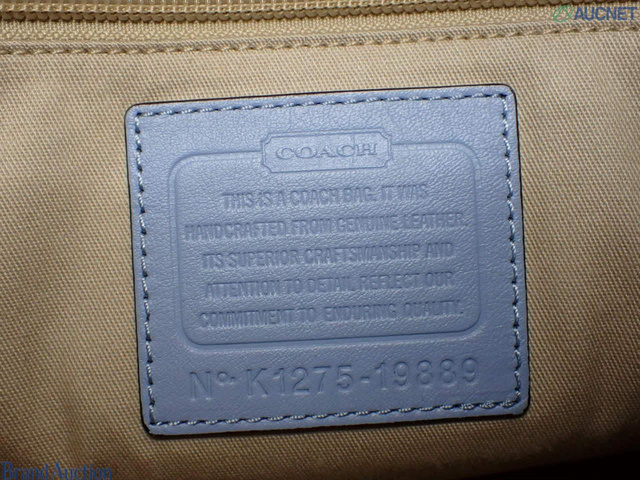 AUCNET
COACH
THIS IS A COACH BAG. IT WAS
HANDCRAFTED FROM GENUINE LEATHER.
ITS SUPERIOR CRAFTSMANSHIP AND
ATTENTION TO DETAIL REFLECT OUR
COMMITMENT TO ENDURING QUALITY.
Nº· K1275-19889
Brand Auction